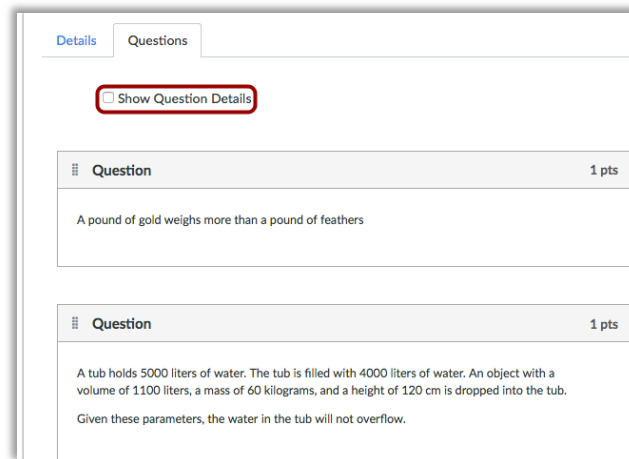 Details Questions
Show Question Details
Question 1 pts
A pound of gold weighs more than a pound of feathers
Question 1 pts
A tub holds 5000 liters of water. The tub is filled with 4000 liters of water. An object with a
volume of 1100 liters, a mass of 60 kilograms, and a height of 120 cm is dropped into the tub.
Given these parameters, the water in the tub will not overflow.